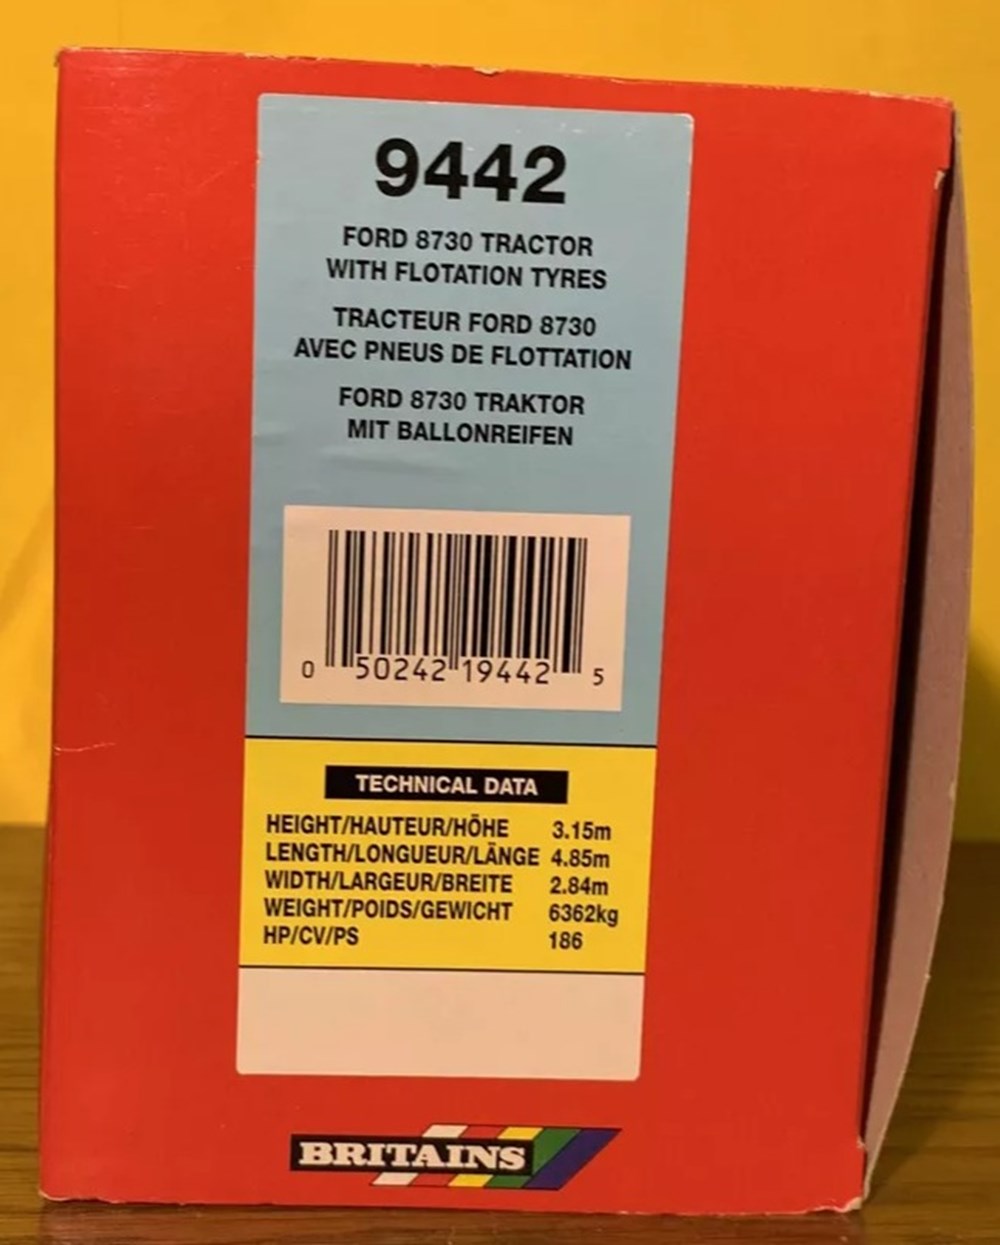 9442
FORD 8730 TRACTOR
WITH FLOTATION TYRES
TRACTEUR FORD 8730
AVEC PNEUS DE FLOTTATION
FORD 8730 TRAKTOR
MIT BALLONREIFEN
0 50242 19442 5
TECHNICAL DATA
HEIGHT/HAUTEUR/HÖHE 3.15m
LENGTH/LONGUEUR/LÄNGE 4.85m
WIDTH/LARGEUR/BREITE 2.84m
WEIGHT/POIDS/GEWICHT 6362kg
HP/CV/PS 186
BRITAINS